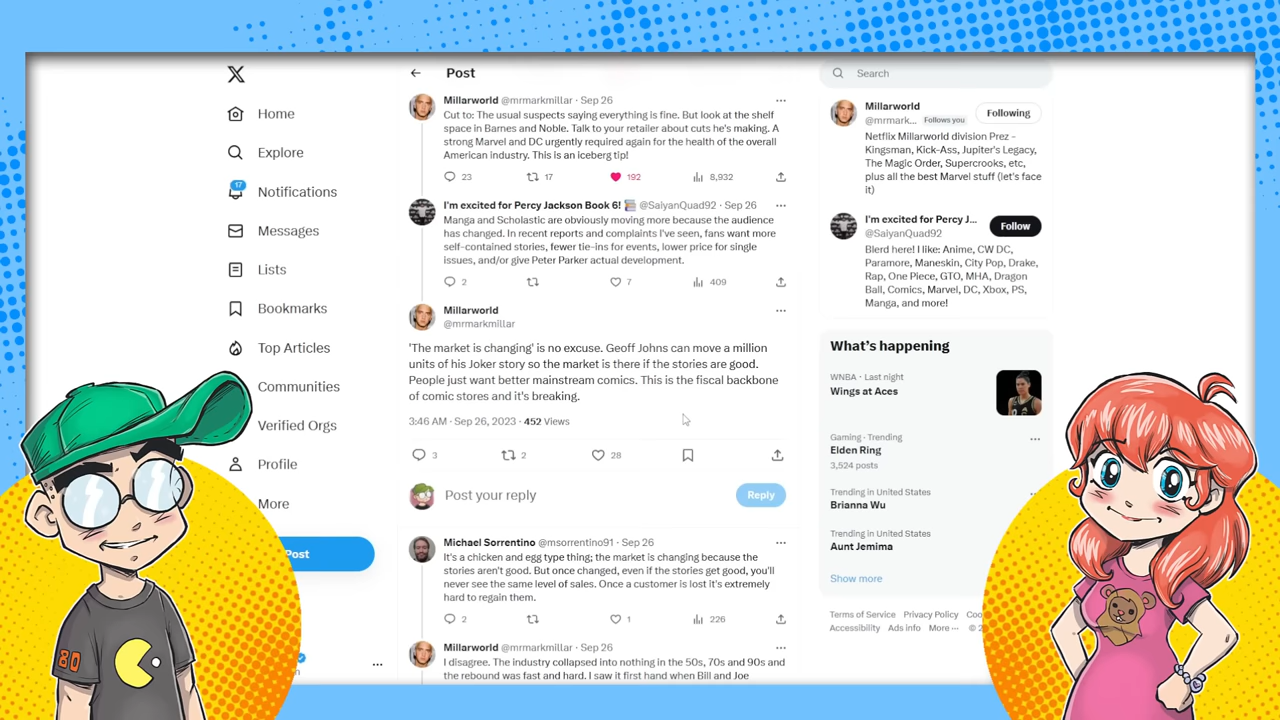 Home
Explore
17
Notifications
Messages
Lists
Bookmarks
Top Articles
Communities
Verified Orgs
Profile
More
Post
80
Post
Millarworld @mrmarkmillar · Sep 26
Cut to: The usual suspects saying everything is fine. But look at the shelf
space in Barnes and Noble. Talk to your retailer about cuts he's making. A
strong Marvel and DC urgently required again for the health of the overall
American industry. This is an iceberg tip!
23 17 192 8,932
I'm excited for Percy Jackson Book 6! @SaiyanQuad92 · Sep 26
Manga and Scholastic are obviously moving more because the audience
has changed. In recent reports and complaints I've seen, fans want more
self-contained stories, fewer tie-ins for events, lower price for single
issues, and/or give Peter Parker actual development.
2 7 409
Millarworld
@mrmarkmillar
'The market is changing' is no excuse. Geoff Johns can move a million
units of his Joker story so the market is there if the stories are good.
People just want better mainstream comics. This is the fiscal backbone
of comic stores and it's breaking.
3:46 AM · Sep 26, 2023 · 452 Views
3 2 28
Post your reply
Reply
Michael Sorrentino @msorrentino91 · Sep 26
It's a chicken and egg type thing; the market is changing because the
stories aren't good. But once changed, even if the stories get good, you'll
never see the same level of sales. Once a customer is lost it's extremely
hard to regain them.
2 1 226
Millarworld @mrmarkmillar · Sep 26
I disagree. The industry collapsed into nothing in the 50s, 70s and 90s and
the rebound was fast and hard. I saw it first hand when Bill and Joe
Search
Millarworld
@mrmark... Follows you
Following
Netflix Millarworld division Prez -
Kingsman, Kick-Ass, Jupiter's Legacy,
The Magic Order, Supercrooks, etc,
plus all the best Marvel stuff (let's face
it)
I'm excited for Percy J...
@SaiyanQuad92
Follow
Blerd here! I like: Anime, CW DC,
Paramore, Maneskin, City Pop, Drake,
Rap, One Piece, GTO, MHA, Dragon
Ball, Comics, Marvel, DC, Xbox, PS,
Manga, and more!
What's happening
WNBA · Last night
Wings at Aces
Gaming · Trending
Elden Ring
3,524 posts
Trending in United States
Brianna Wu
Trending in United States
Aunt Jemima
Show more
Terms of Service Privacy Policy
Accessibility Ads info More ···